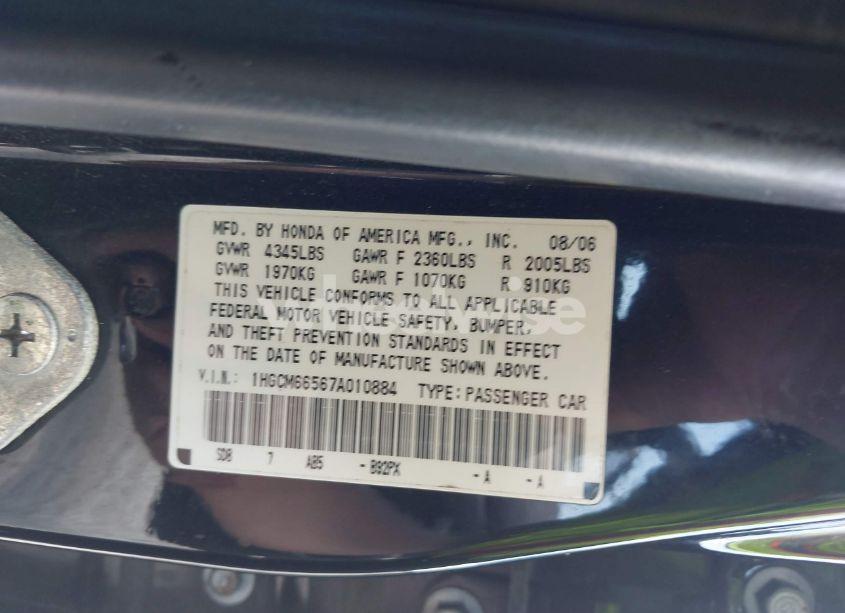 MFD. BY HONDA OF AMERICA MFG., INC. 08/06
GVWR 4345LBS GAWR F 2360LBS R 2005LBS
GVWR 1970KG GAWR F 1070KG R 910KG
THIS VEHICLE CONFORMS TO ALL APPLICABLE
FEDERAL MOTOR VEHICLE SAFETY, BUMPER,
AND THEFT PREVENTION STANDARDS IN EFFECT
ON THE DATE OF MANUFACTURE SHOWN ABOVE.
V.I.N.: 1HGCM66567A010884 TYPE: PASSENGER CAR
SD8 7 AB5 - B92PX - A - A